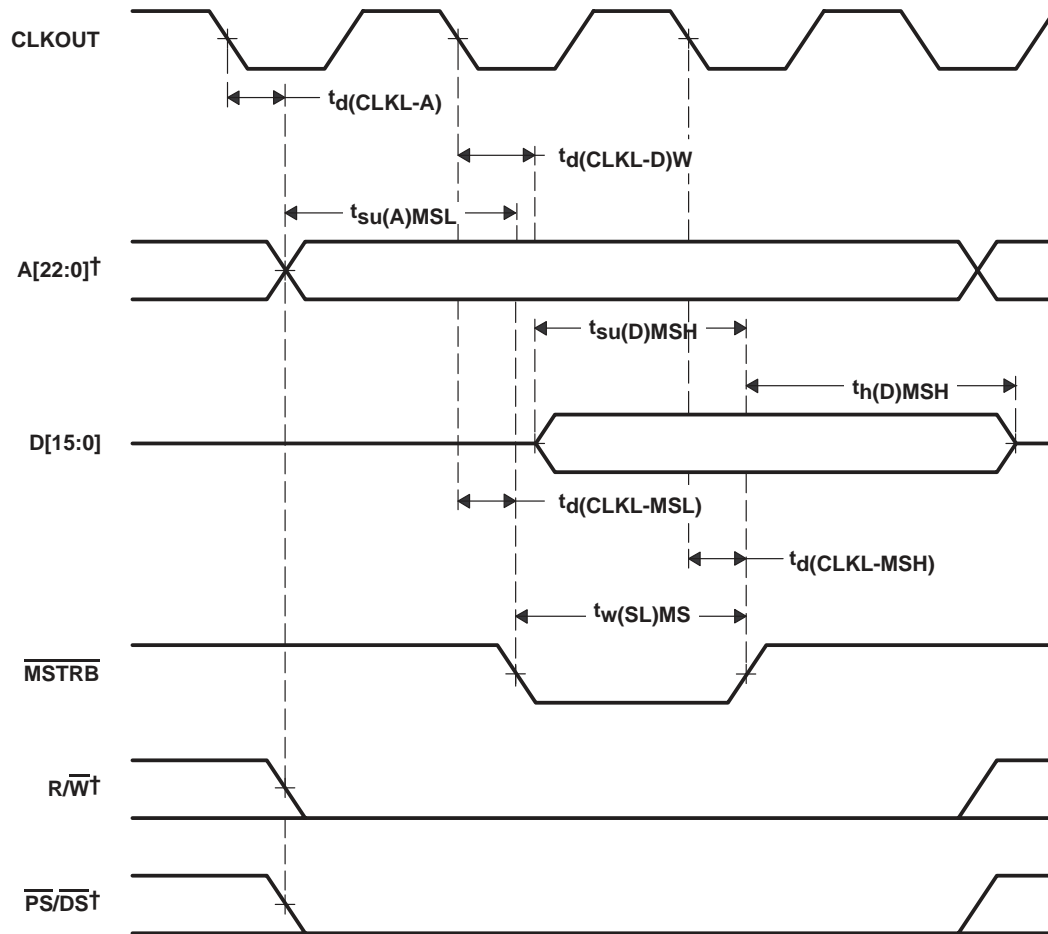 CLKOUT
td(CLKL-A)
td(CLKL-D)W
tsu(A)MSL
A[22:0]†
tsu(D)MSH
th(D)MSH
D[15:0]
td(CLKL-MSL)
td(CLKL-MSH)
tw(SL)MS
MSTRB
R/W†
PS/DS†